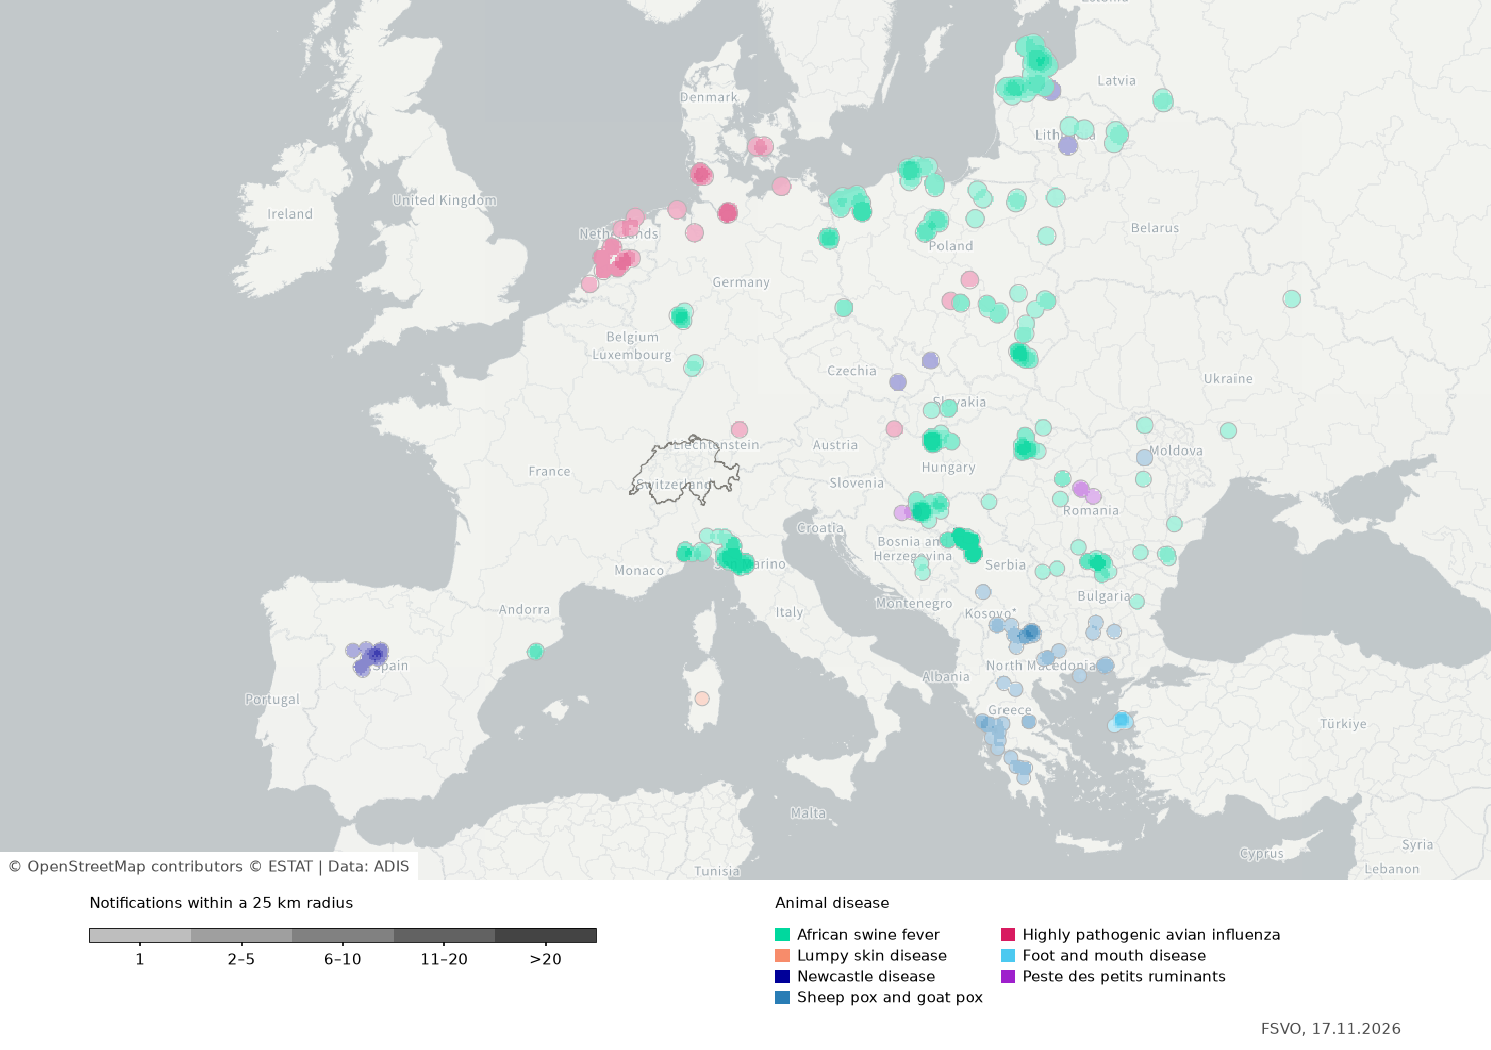 Estonia
Latvia
Denmark
Lithuania
United Kingdom
Ireland
Belarus
Netherlands
Poland
Germany
Belgium
Luxembourg
Czechia
Ukraine
Slovakia
Liechtenstein
Austria
Moldova
France
Hungary
Switzerland
Slovenia
Romania
Croatia
Bosnia and
Herzegovina
San Marino
Serbia
Monaco
Bulgaria
Montenegro
Andorra
Italy
Kosovo*
Spain
North Macedonia
Albania
Portugal
Greece
Türkiye
Malta
Syria
Cyprus
Tunisia
Lebanon
© OpenStreetMap contributors © ESTAT | Data: ADIS
Notifications within a 25 km radius
1 2–5 6–10 11–20 >20
Animal disease
African swine fever
Lumpy skin disease
Newcastle disease
Sheep pox and goat pox
Highly pathogenic avian influenza
Foot and mouth disease
Peste des petits ruminants
FSVO, 17.11.2026